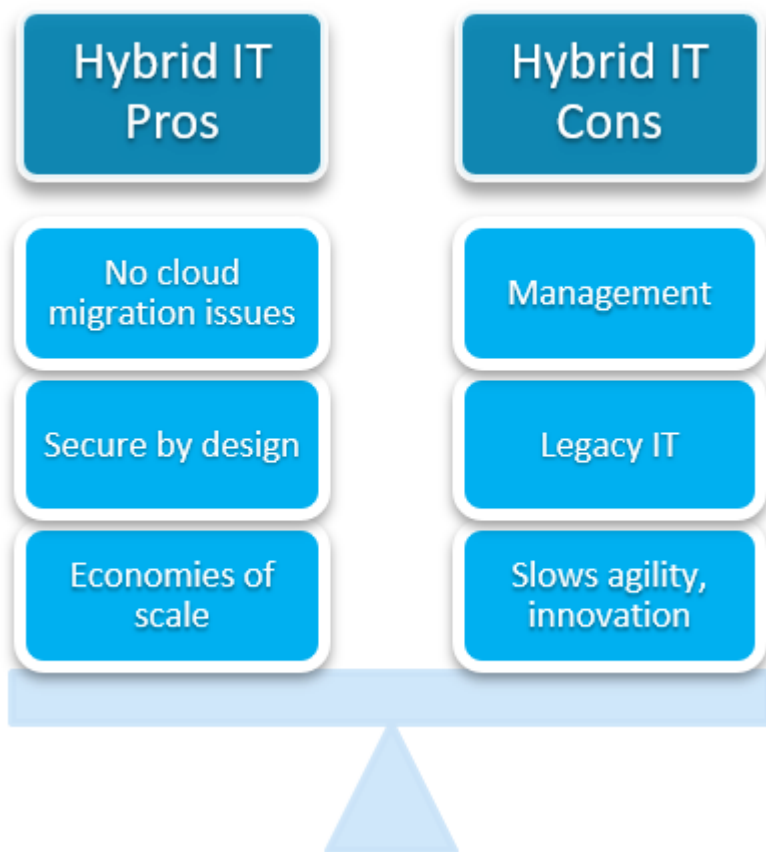 Hybrid IT
Pros
No cloud
migration issues
Secure by design
Economies of
scale
Hybrid IT
Cons
Management
Legacy IT
Slows agility,
innovation